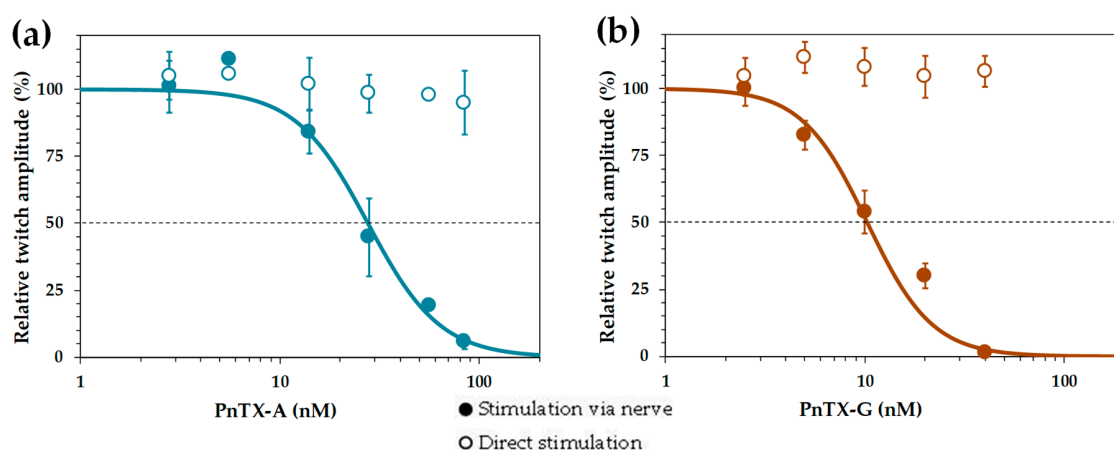 (a)
Relative twitch amplitude (%)
100
75
50
25
0
1
10
100
PnTX-A (nM)
(b)
Relative twitch amplitude (%)
100
75
50
25
0
1
10
100
PnTX-G (nM)
Stimulation via nerve
Direct stimulation